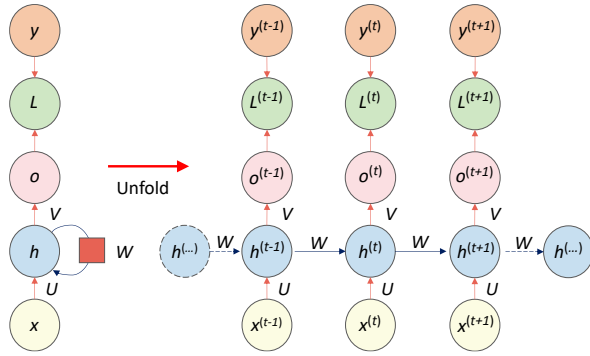 y y^(t-1) y^(t) y^(t+1)
L L^(t-1) L^(t) L^(t+1)
o o^(t-1) o^(t) o^(t+1)
Unfold
V V V V
h W h^(...) W h^(t-1) W h^(t) W h^(t+1) W h^(...)
U U U U
x x^(t-1) x^(t) x^(t+1)